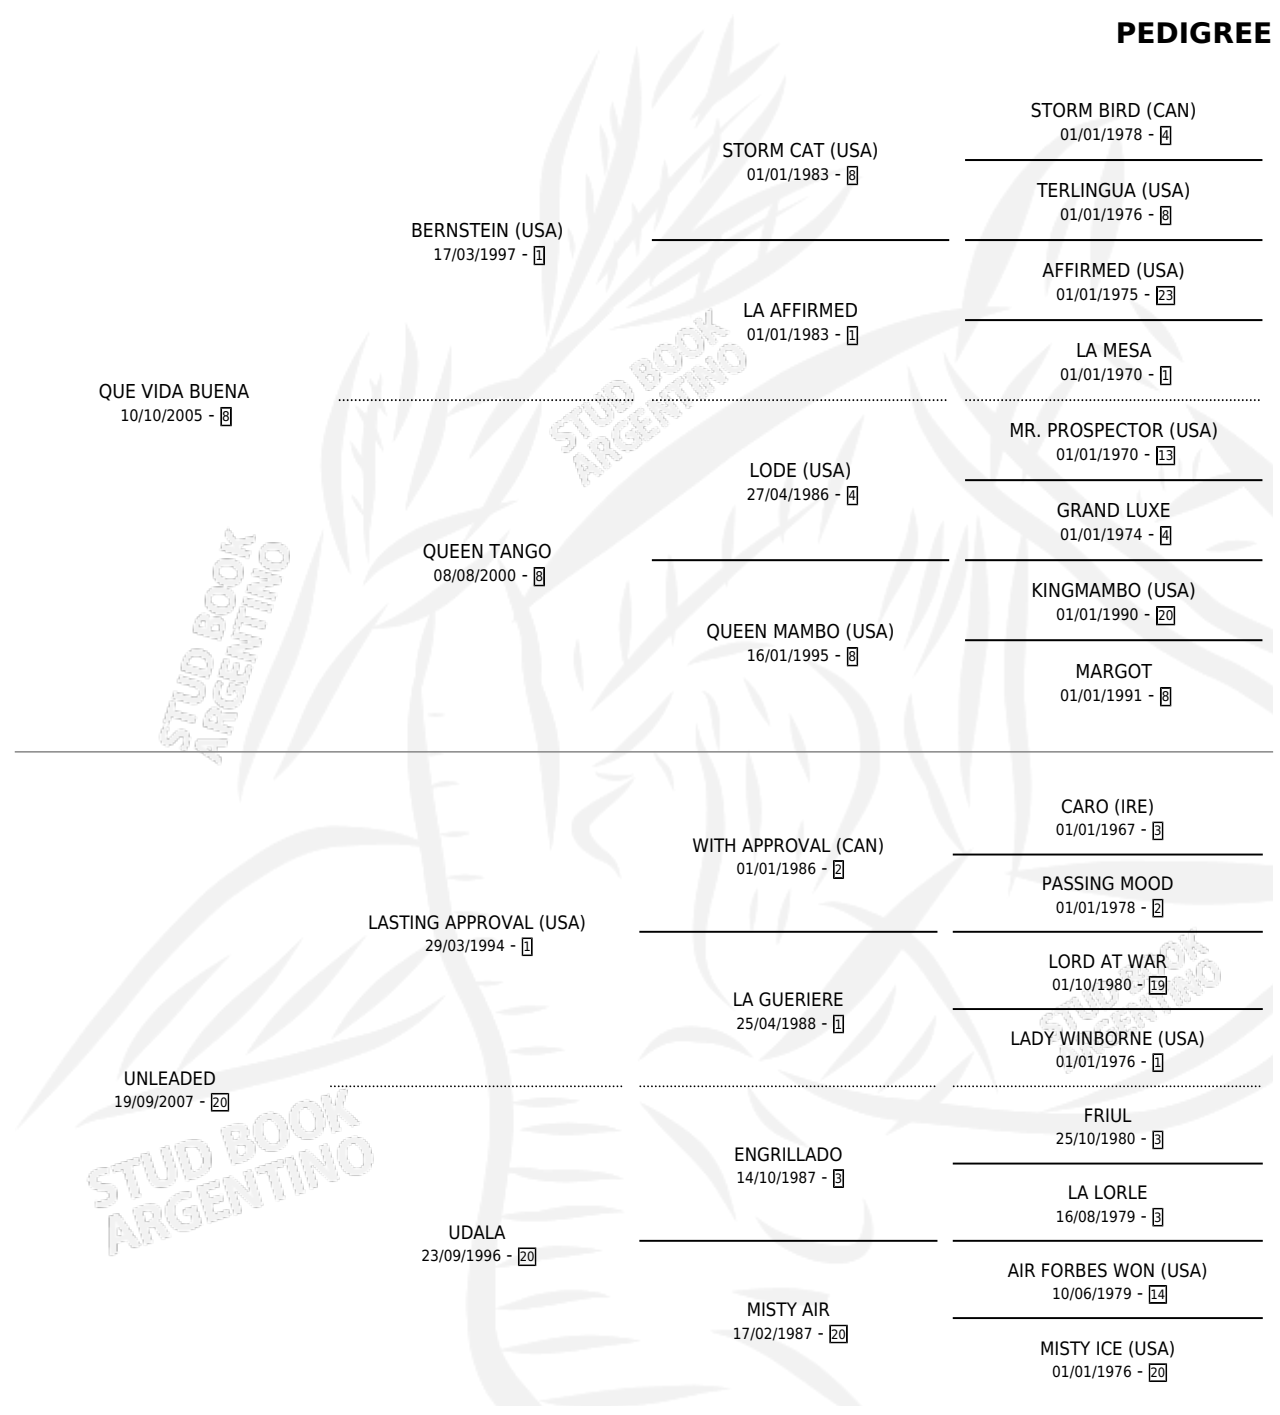 PEDIGREE
STORM BIRD (CAN)
01/01/1978 - 4
STORM CAT (USA)
01/01/1983 - 8
TERLINGUA (USA)
01/01/1976 - 8
BERNSTEIN (USA)
17/03/1997 - 1
AFFIRMED (USA)
01/01/1975 - 23
LA AFFIRMED
01/01/1983 - 1
LA MESA
01/01/1970 - 1
QUE VIDA BUENA
10/10/2005 - 8
MR. PROSPECTOR (USA)
01/01/1970 - 13
LODE (USA)
27/04/1986 - 4
GRAND LUXE
01/01/1974 - 4
QUEEN TANGO
08/08/2000 - 8
KINGMAMBO (USA)
01/01/1990 - 20
QUEEN MAMBO (USA)
16/01/1995 - 8
MARGOT
01/01/1991 - 8
CARO (IRE)
01/01/1967 - 3
WITH APPROVAL (CAN)
01/01/1986 - 2
PASSING MOOD
01/01/1978 - 2
LASTING APPROVAL (USA)
29/03/1994 - 1
LORD AT WAR
01/10/1980 - 19
LA GUERIERE
25/04/1988 - 1
LADY WINBORNE (USA)
01/01/1976 - 1
UNLEADED
19/09/2007 - 20
FRIUL
25/10/1980 - 3
ENGRILLADO
14/10/1987 - 3
LA LORLE
16/08/1979 - 3
UDALA
23/09/1996 - 20
AIR FORBES WON (USA)
10/06/1979 - 14
MISTY AIR
17/02/1987 - 20
MISTY ICE (USA)
01/01/1976 - 20
STUD BOOK
ARGENTINO
STUD BOOK
ARGENTINO
STUD BOOK
ARGENTINO
STUD BOOK
ARGENTINO